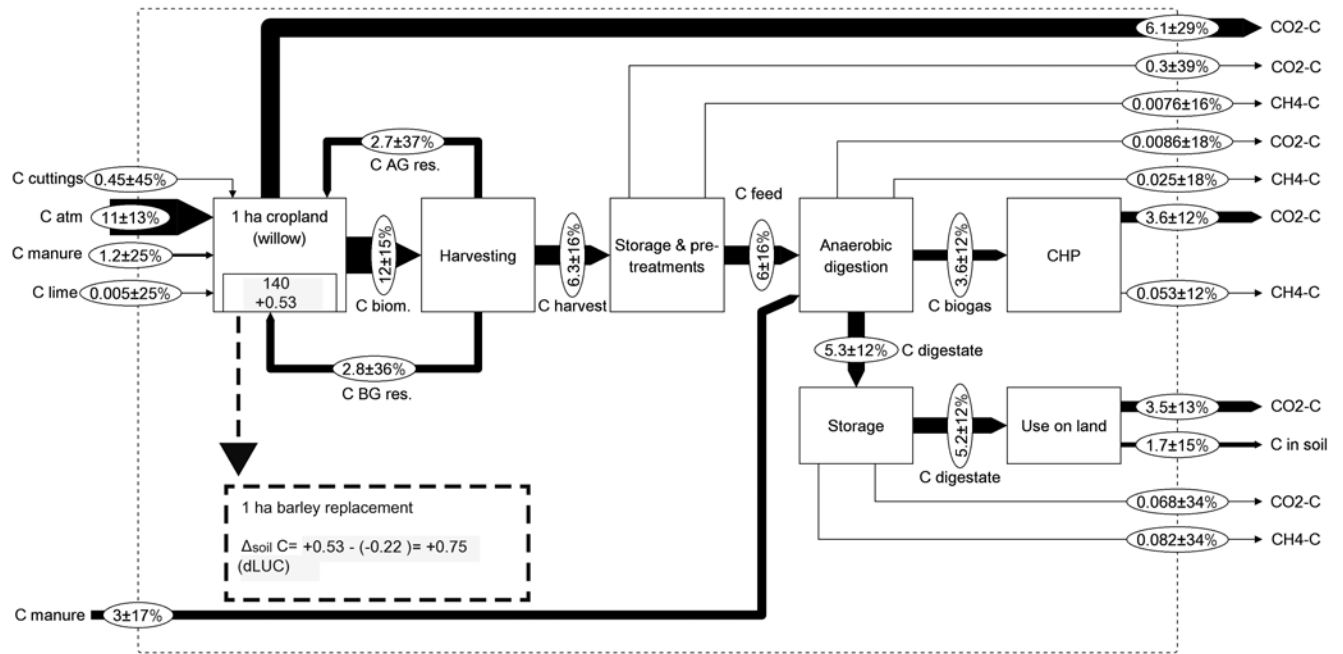 6.1±29%
CO2-C
0.3±39%
CO2-C
0.0076±16%
CH4-C
2.7±37%
C AG res.
0.0086±18%
CO2-C
C cuttings
0.45±45%
0.025±18%
CH4-C
C feed
C atm
11±13%
1 ha cropland
(willow)
12±15%
C biom.
Harvesting
6.3±16%
C harvest
Storage & pre-
treatments
6±16%
Anaerobic
digestion
3.6±12%
C biogas
CHP
3.6±12%
CO2-C
C manure
1.2±25%
C lime
0.005±25%
140
+0.53
0.053±12%
CH4-C
2.8±36%
C BG res.
5.3±12%
C digestate
Storage
5.2±12%
C digestate
Use on land
3.5±13%
CO2-C
1.7±15%
C in soil
0.068±34%
CO2-C
0.082±34%
CH4-C
1 ha barley replacement
Δsoil C= +0.53 - (-0.22 )= +0.75
(dLUC)
C manure
3±17%